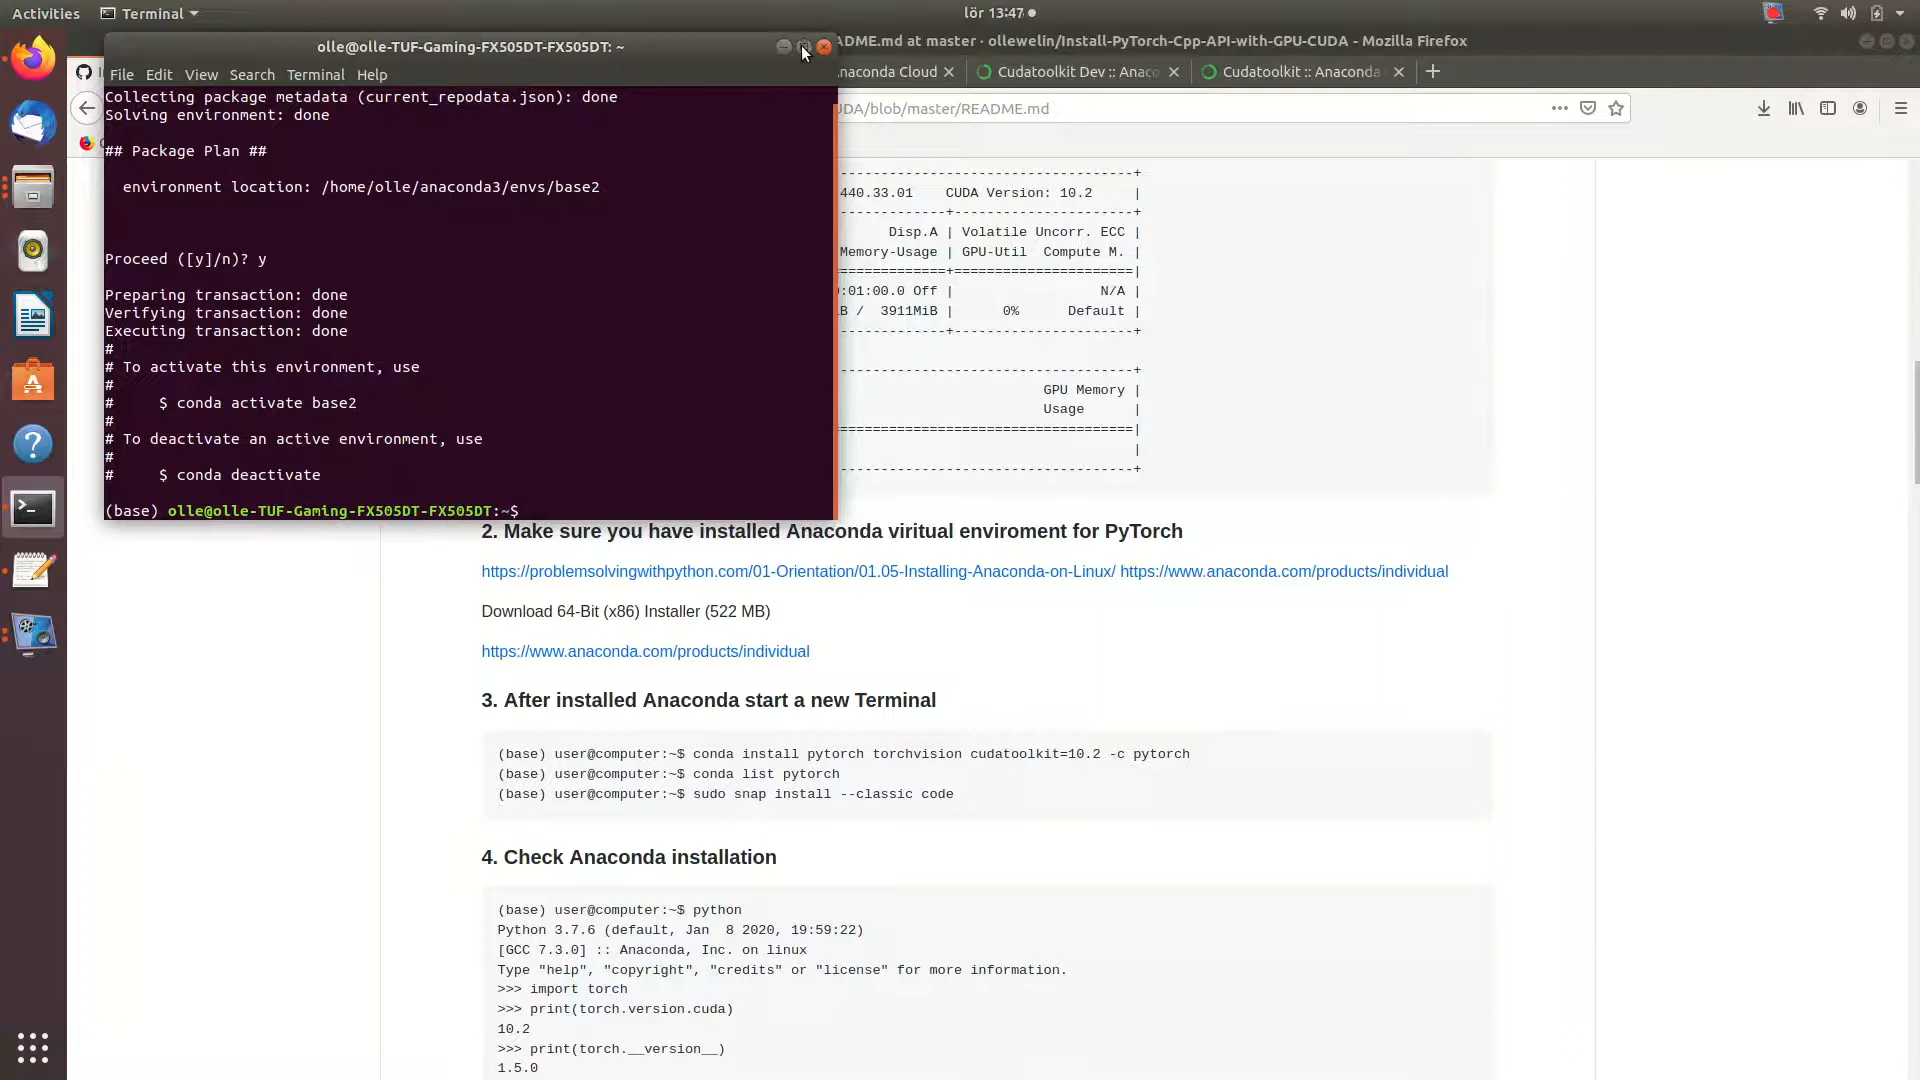 Activities
Terminal
lör 13:47
olle@olle-TUF-Gaming-FX505DT-FX505DT: ~
File Edit View Search Terminal Help
Collecting package metadata (current_repodata.json): done
Solving environment: done
## Package Plan ##
environment location: /home/olle/anaconda3/envs/base2
Proceed ([y]/n)? y
Preparing transaction: done
Verifying transaction: done
Executing transaction: done
#
# To activate this environment, use
#
#     $ conda activate base2
#
# To deactivate an active environment, use
#
#     $ conda deactivate
(base) olle@olle-TUF-Gaming-FX505DT-FX505DT:~$
DME.md at master · ollewelin/Install-PyTorch-Cpp-API-with-GPU-CUDA - Mozilla Firefox
naconda Cloud
Cudatoolkit Dev :: Anaco
Cudatoolkit :: Anaconda
DA/blob/master/README.md
--------------------------------+
440.33.01    CUDA Version: 10.2     |
-------------+----------------------+
Disp.A | Volatile Uncorr. ECC |
Memory-Usage | GPU-Util  Compute M. |
=============+======================|
:01:00.0 Off |                  N/A |
B /  3911MiB |      0%      Default |
-------------+----------------------+
------------------------------------+
GPU Memory |
Usage      |
====================================|
|
------------------------------------+
2. Make sure you have installed Anaconda viritual enviroment for PyTorch
https://problemsolvingwithpython.com/01-Orientation/01.05-Installing-Anaconda-on-Linux/ https://www.anaconda.com/products/individual
Download 64-Bit (x86) Installer (522 MB)
https://www.anaconda.com/products/individual
3. After installed Anaconda start a new Terminal
(base) user@computer:~$ conda install pytorch torchvision cudatoolkit=10.2 -c pytorch
(base) user@computer:~$ conda list pytorch
(base) user@computer:~$ sudo snap install --classic code
4. Check Anaconda installation
(base) user@computer:~$ python
Python 3.7.6 (default, Jan  8 2020, 19:59:22)
[GCC 7.3.0] :: Anaconda, Inc. on linux
Type "help", "copyright", "credits" or "license" for more information.
>>> import torch
>>> print(torch.version.cuda)
10.2
>>> print(torch.__version__)
1.5.0